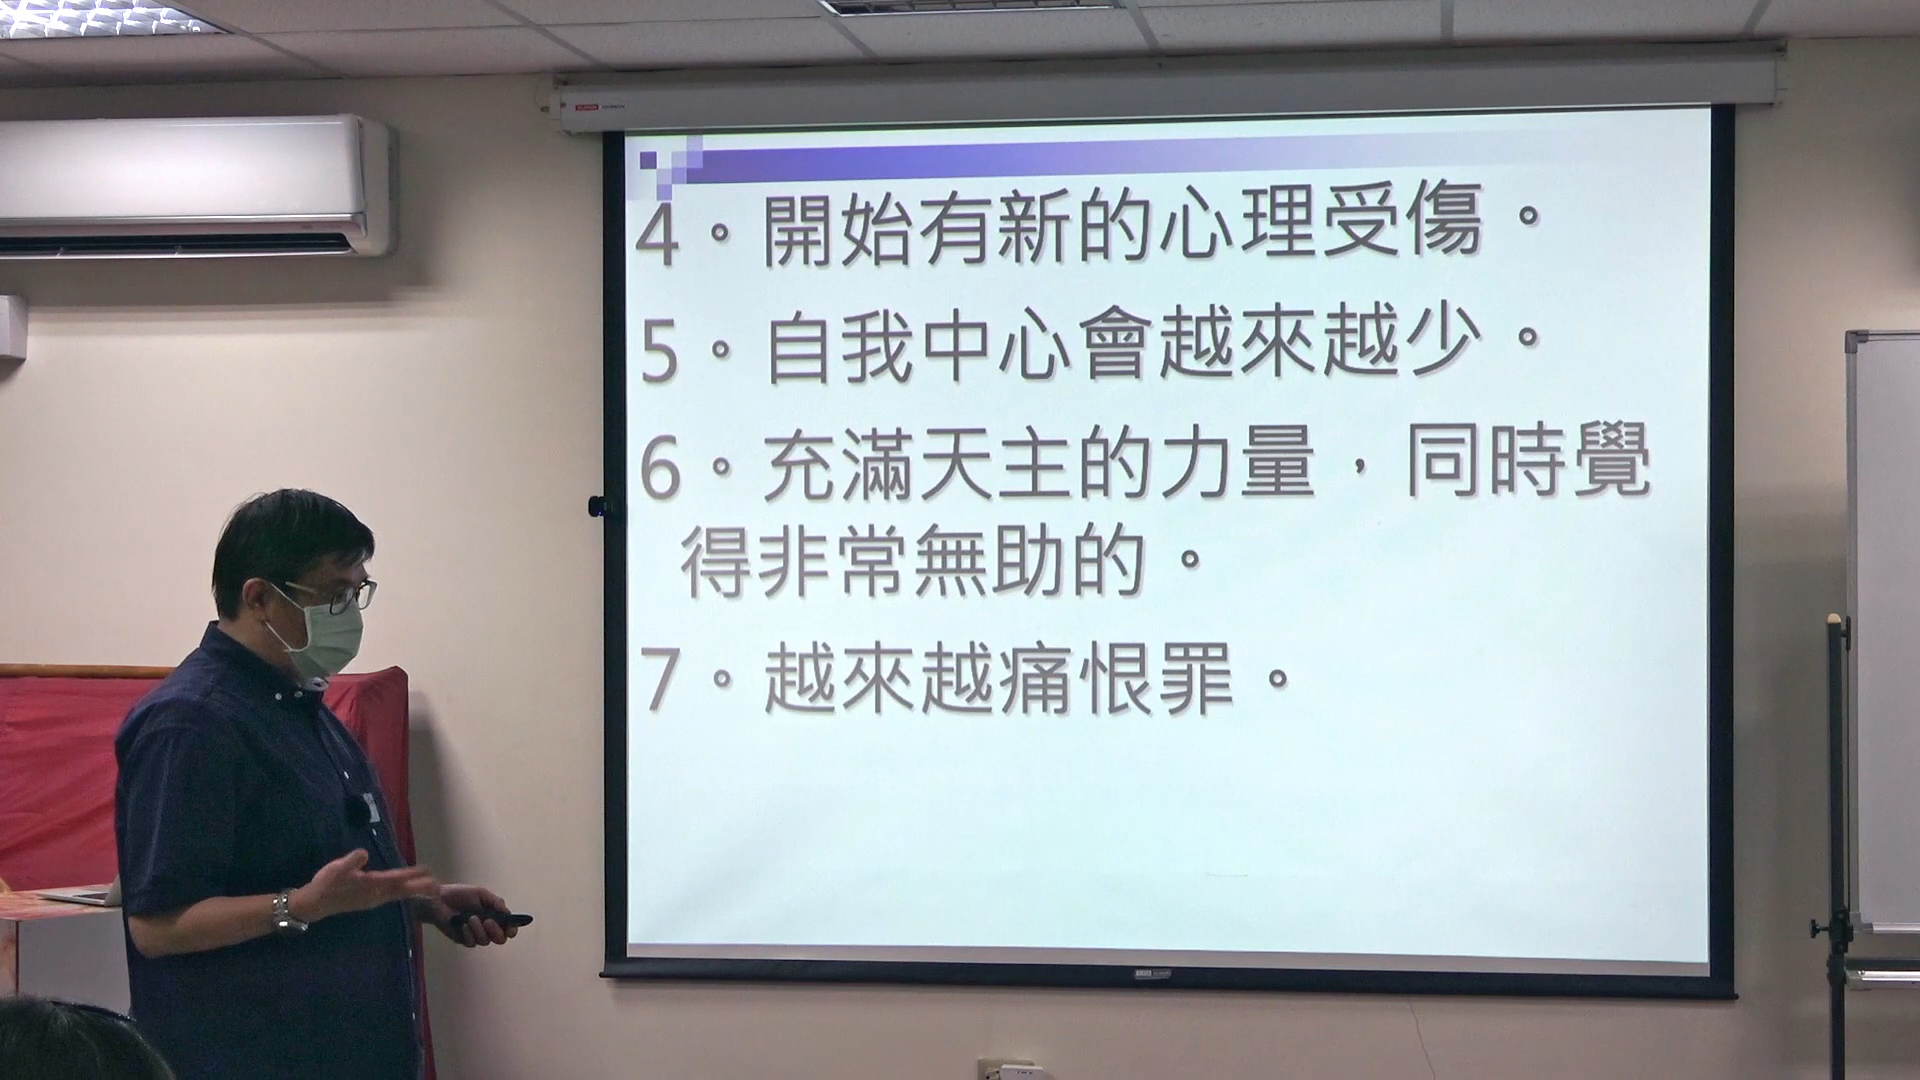 4。開始有新的心理受傷。
5。自我中心會越來越少。
6。充滿天主的力量，同時覺
得非常無助的。
7。越來越痛恨罪。